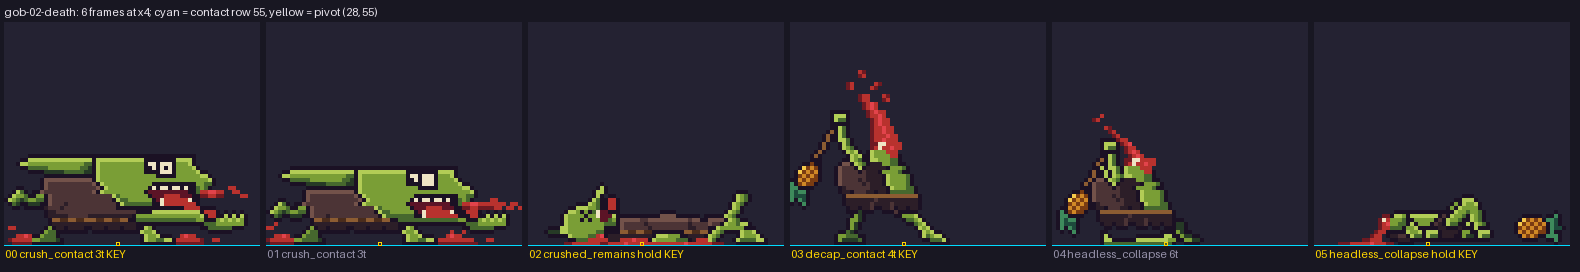 gob-02-death: 6 frames at x4; cyan = contact row 55, yellow = pivot (28,55)
00 crush_contact 3t KEY
01 crush_contact 3t
02 crushed_remains hold KEY
03 decap_contact 4t KEY
04 headless_collapse 6t
05 headless_collapse hold KEY